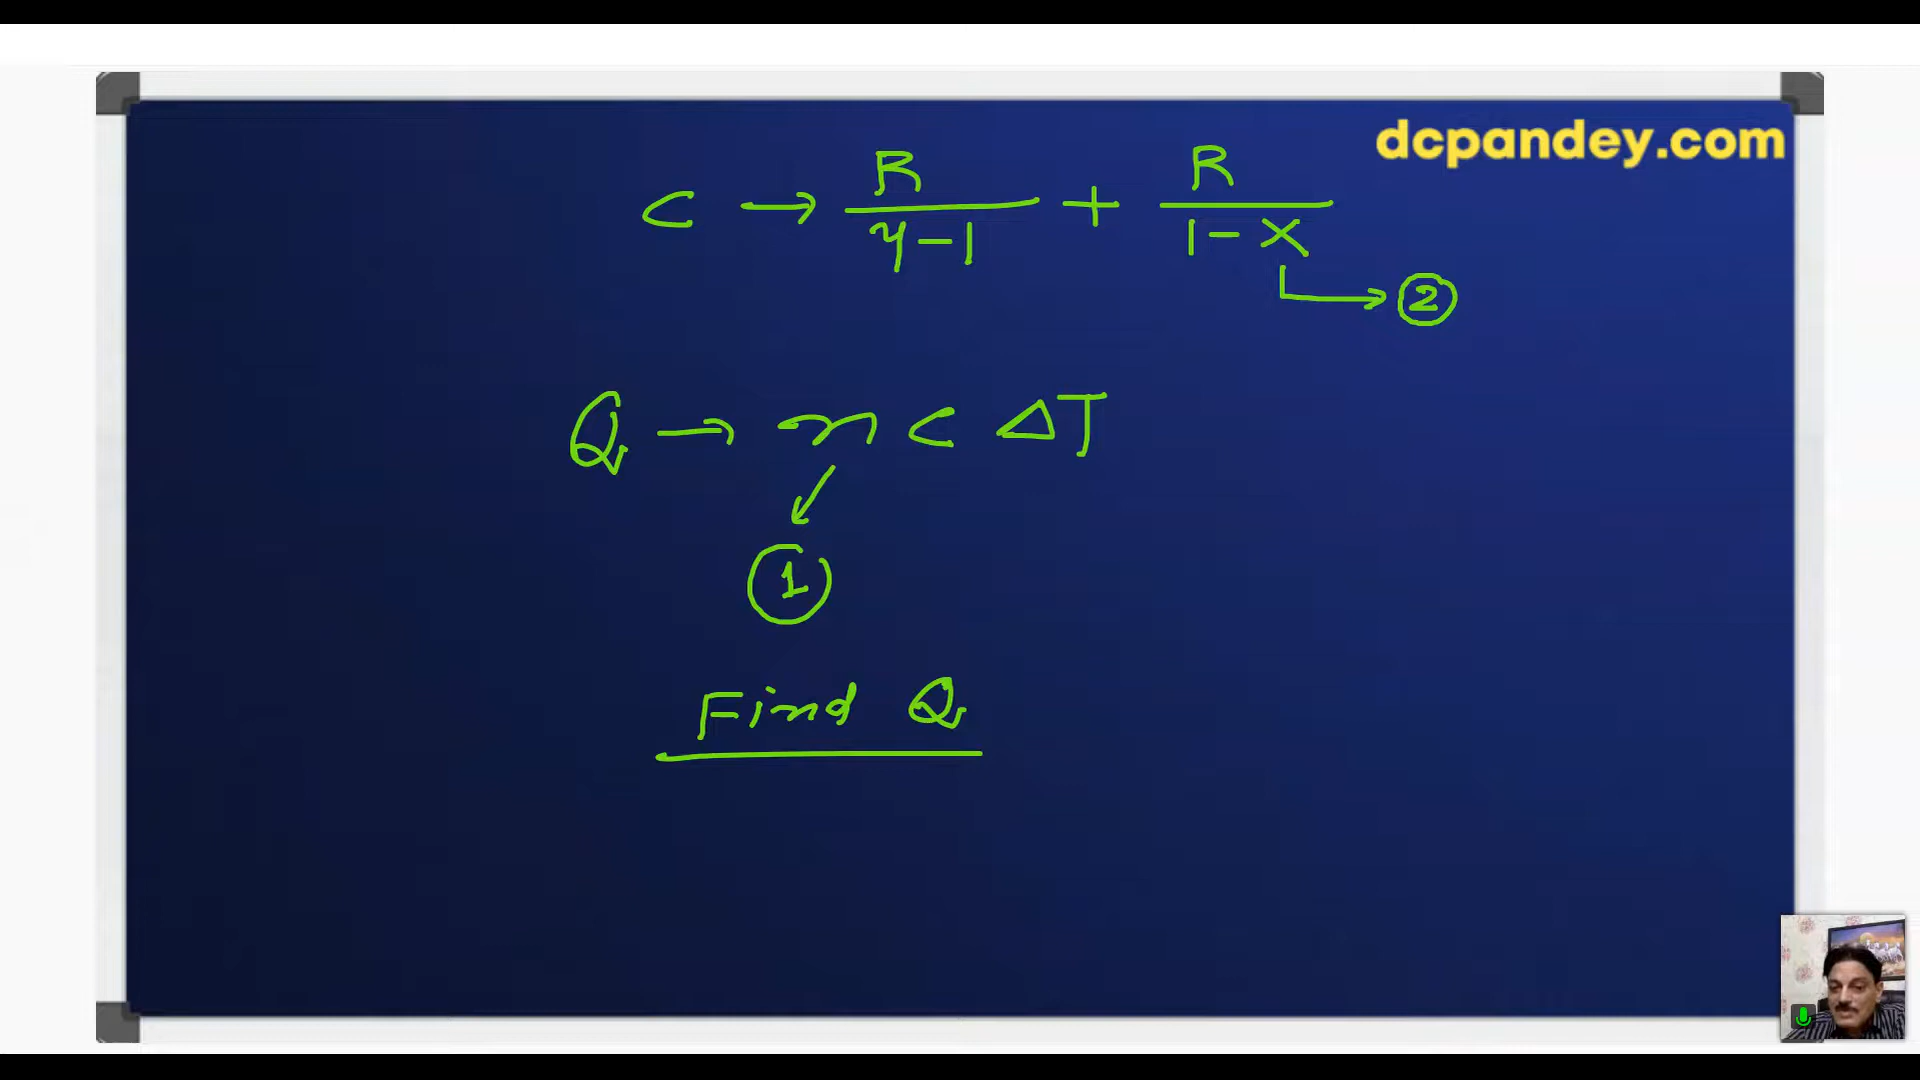 dcpandey.com
C → R/(γ-1) + R/(1-X)
→ 2
Q → n C ΔT
1
Find Q